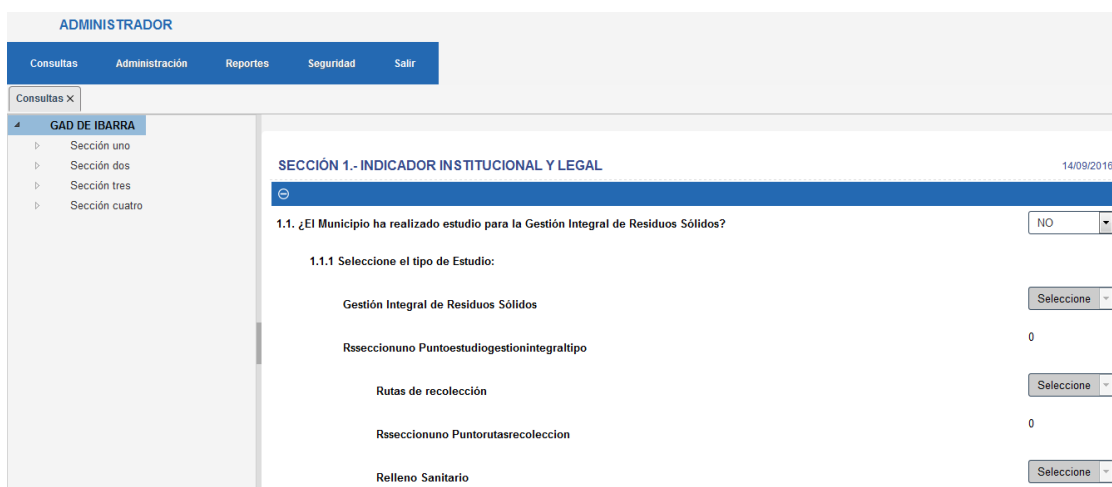 ADMINISTRADOR
Consultas Administración Reportes Seguridad Salir
Consultas X
GAD DE IBARRA
Sección uno
Sección dos
Sección tres
Sección cuatro
SECCIÓN 1.- INDICADOR INSTITUCIONAL Y LEGAL 14/09/2016
1.1. ¿El Municipio ha realizado estudio para la Gestión Integral de Residuos Sólidos? NO
1.1.1 Seleccione el tipo de Estudio:
Gestión Integral de Residuos Sólidos Seleccione
Rsseccionuno Puntoestudiogestionintegraltipo 0
Rutas de recolección Seleccione
Rsseccionuno Puntorutasrecoleccion 0
Relleno Sanitario Seleccione